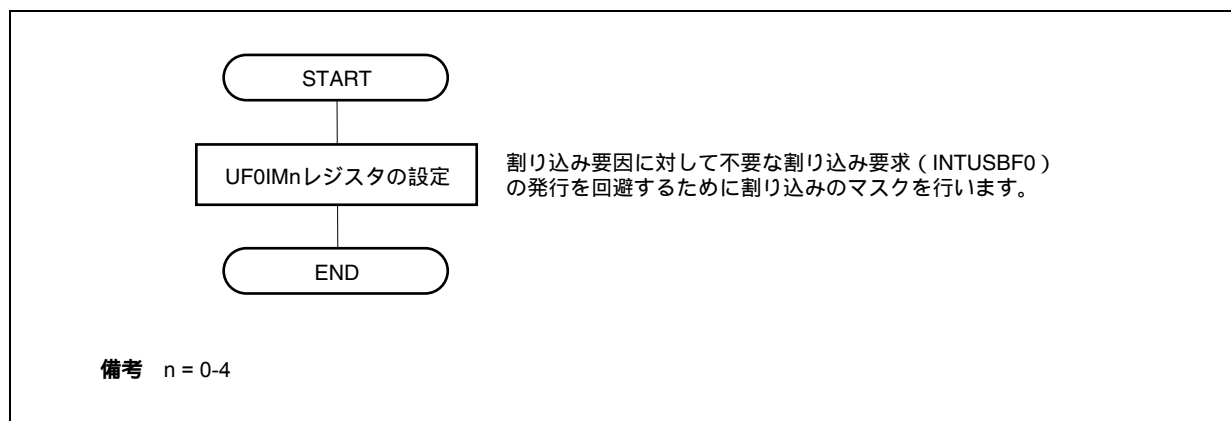 START
UF0IMnレジスタの設定
割り込み要因に対して不要な割り込み要求（INTUSBF0）
の発行を回避するために割り込みのマスクを行います。
END
備考 n = 0-4